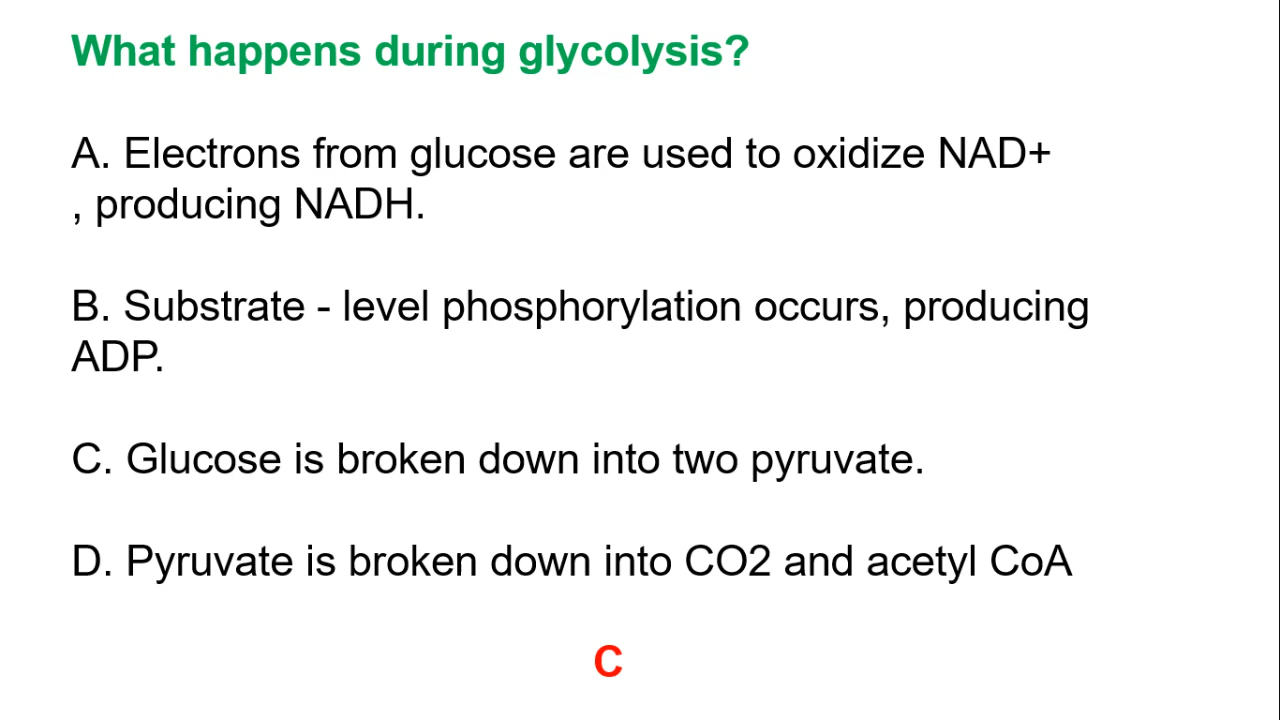 What happens during glycolysis?
A. Electrons from glucose are used to oxidize NAD+
, producing NADH.
B. Substrate - level phosphorylation occurs, producing
ADP.
C. Glucose is broken down into two pyruvate.
D. Pyruvate is broken down into CO2 and acetyl CoA
C